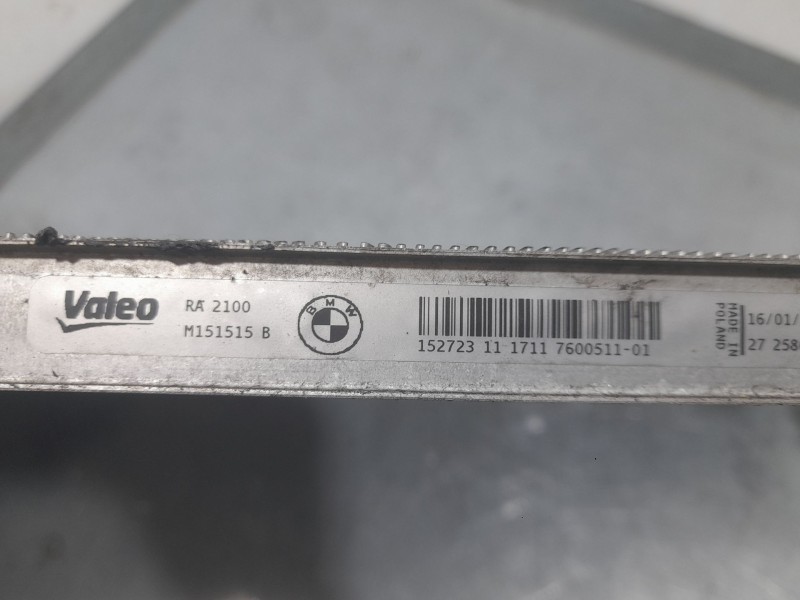 Valeo
RA 2100
M151515 B
BMW
152723 11 1711 7600511-01
MADE IN
POLAND
16/01/
27 258